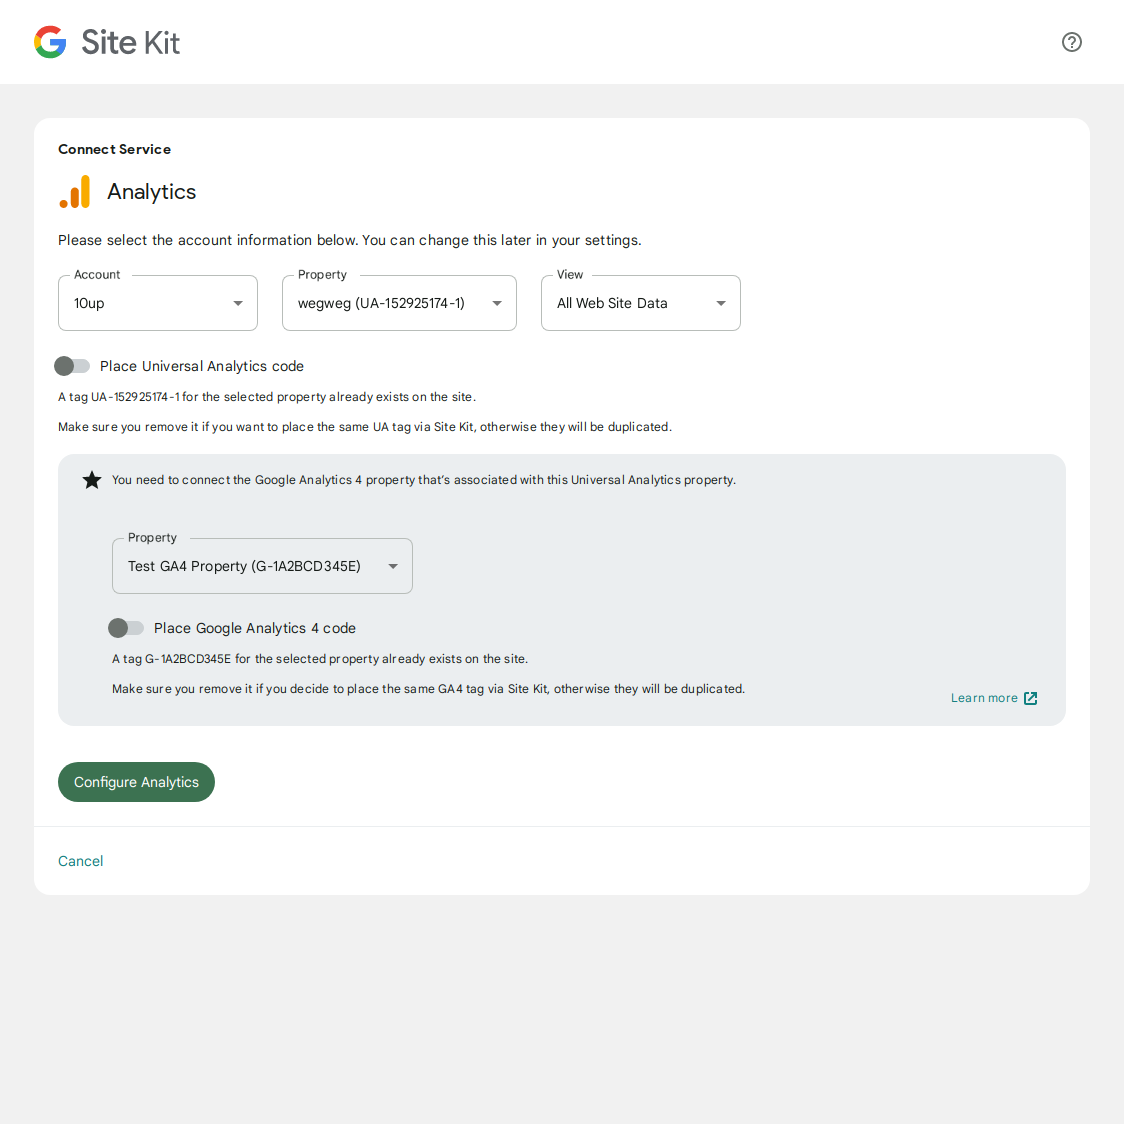 Site Kit
Connect Service
Analytics
Please select the account information below. You can change this later in your settings.
Account
Property
View
10up
wegweg (UA-152925174-1)
All Web Site Data
Place Universal Analytics code
A tag UA-152925174-1 for the selected property already exists on the site.
Make sure you remove it if you want to place the same UA tag via Site Kit, otherwise they will be duplicated.
You need to connect the Google Analytics 4 property that’s associated with this Universal Analytics property.
Property
Test GA4 Property (G-1A2BCD345E)
Place Google Analytics 4 code
A tag G-1A2BCD345E for the selected property already exists on the site.
Make sure you remove it if you decide to place the same GA4 tag via Site Kit, otherwise they will be duplicated.
Learn more
Configure Analytics
Cancel